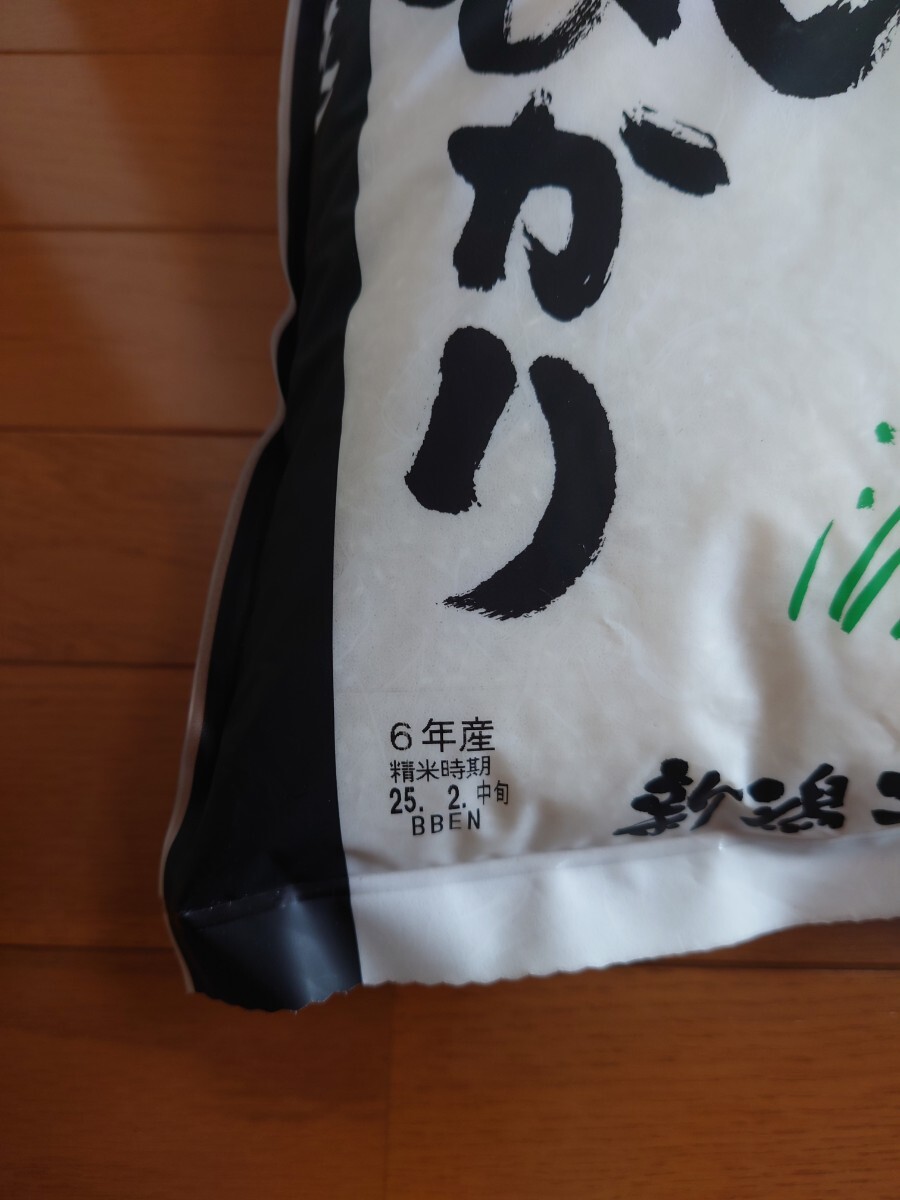 かり
6年産
精米時期
25. 2. 中旬
BBEN
新潟